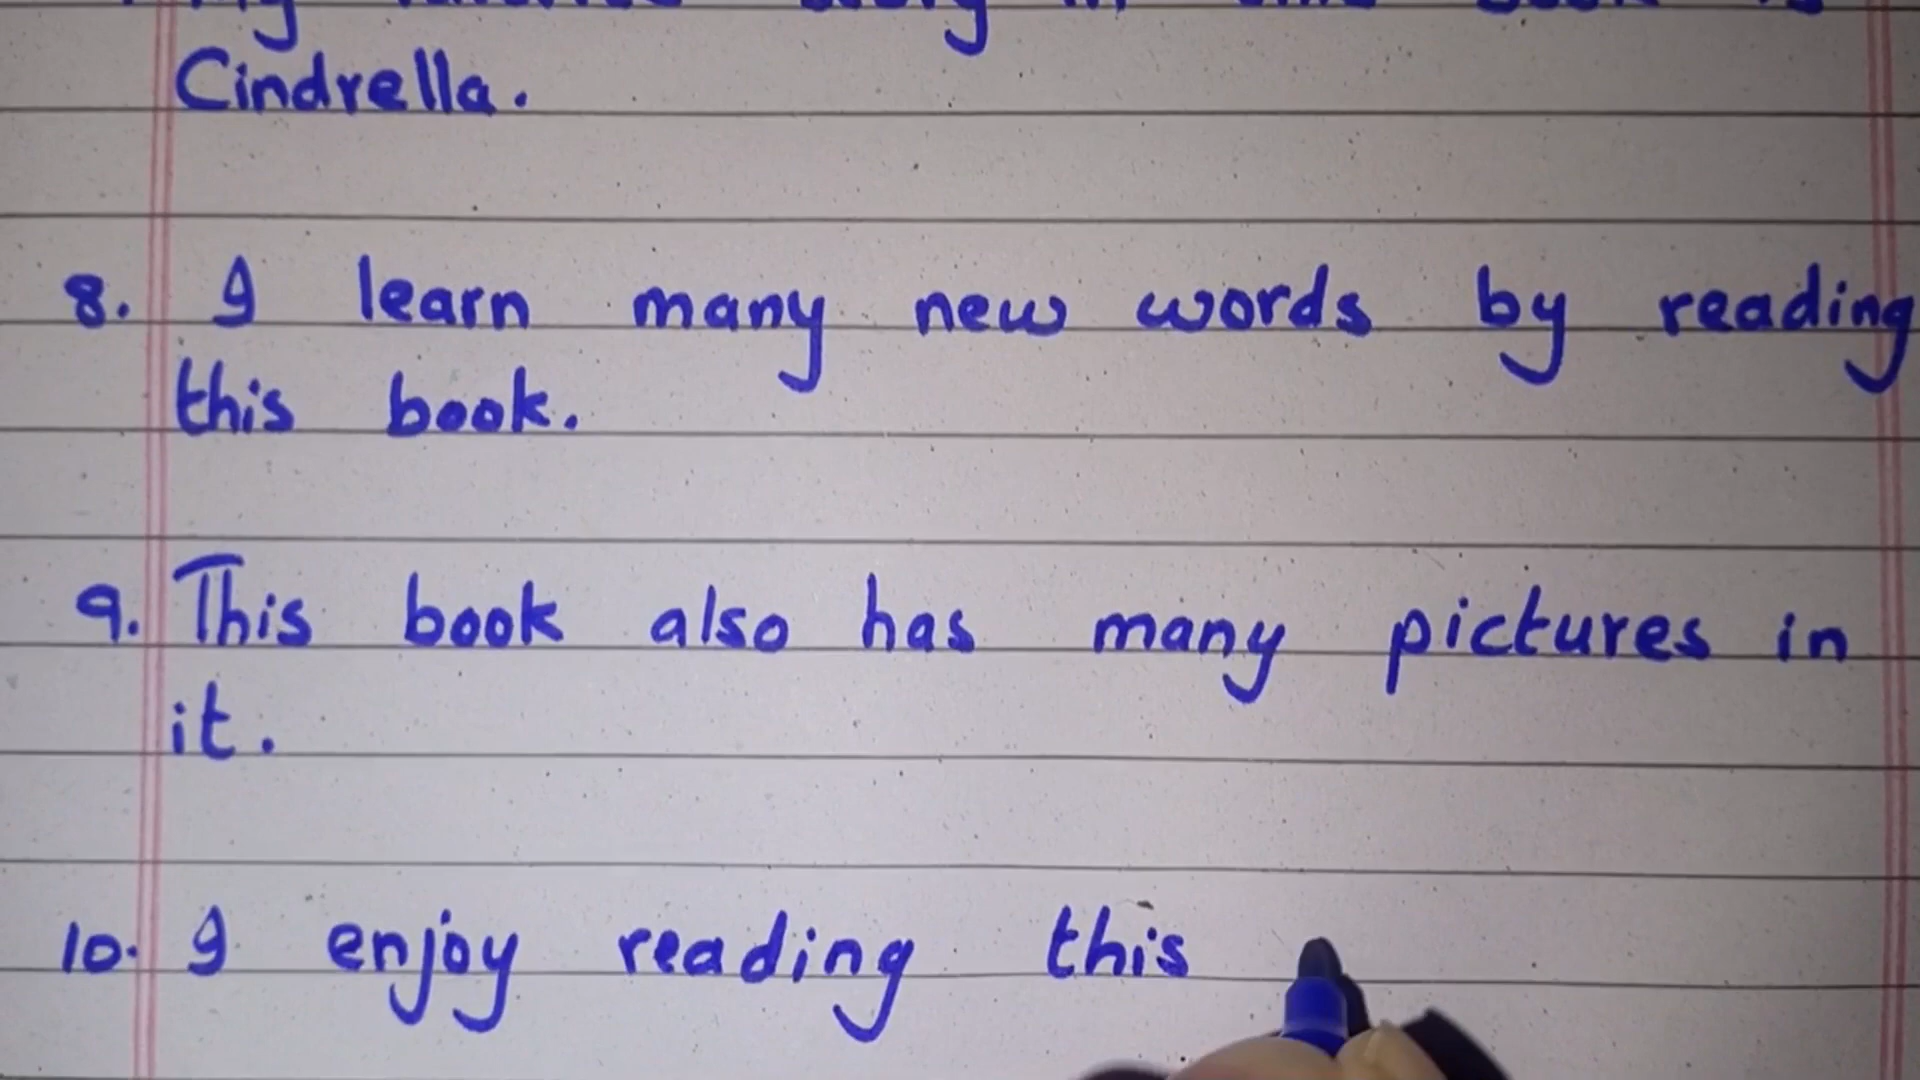 Cindrella.
8. I learn many new words by reading
this book.
9. This book also has many pictures in
it.
10. I enjoy reading this